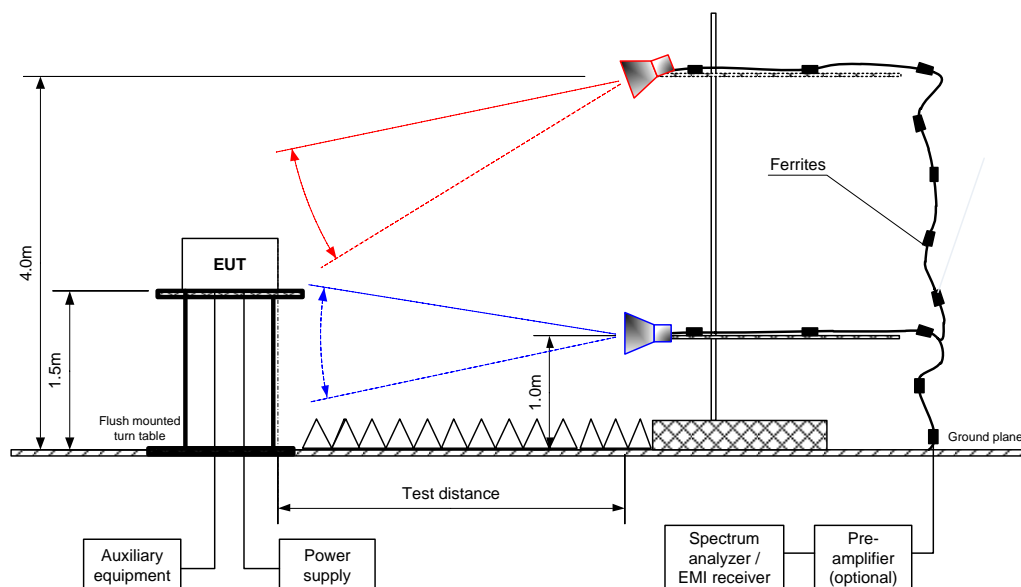 Ferrites
4.0m
EUT
1.5m
1.0m
Flush mounted
turn table
Ground plane
Test distance
Auxiliary
equipment
Power
supply
Spectrum
analyzer /
EMI receiver
Pre-
amplifier
(optional)